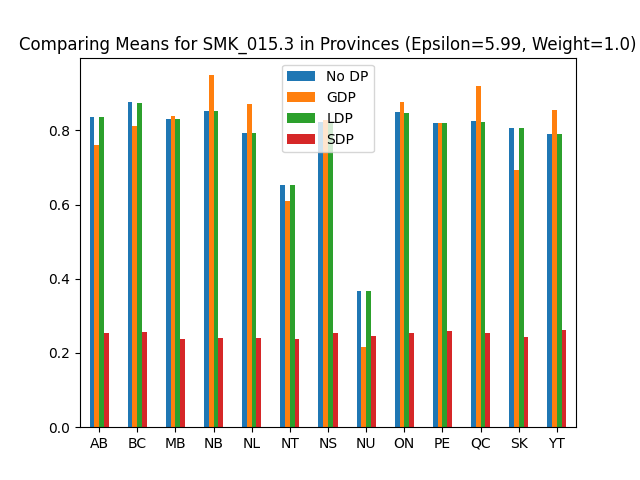 Comparing Means for SMK_015.3 in Provinces (Epsilon=5.99, Weight=1.0)
No DP
GDP
LDP
SDP
0.8
0.6
0.4
0.2
0.0
AB BC MB NB NL NT NS NU ON PE QC SK YT